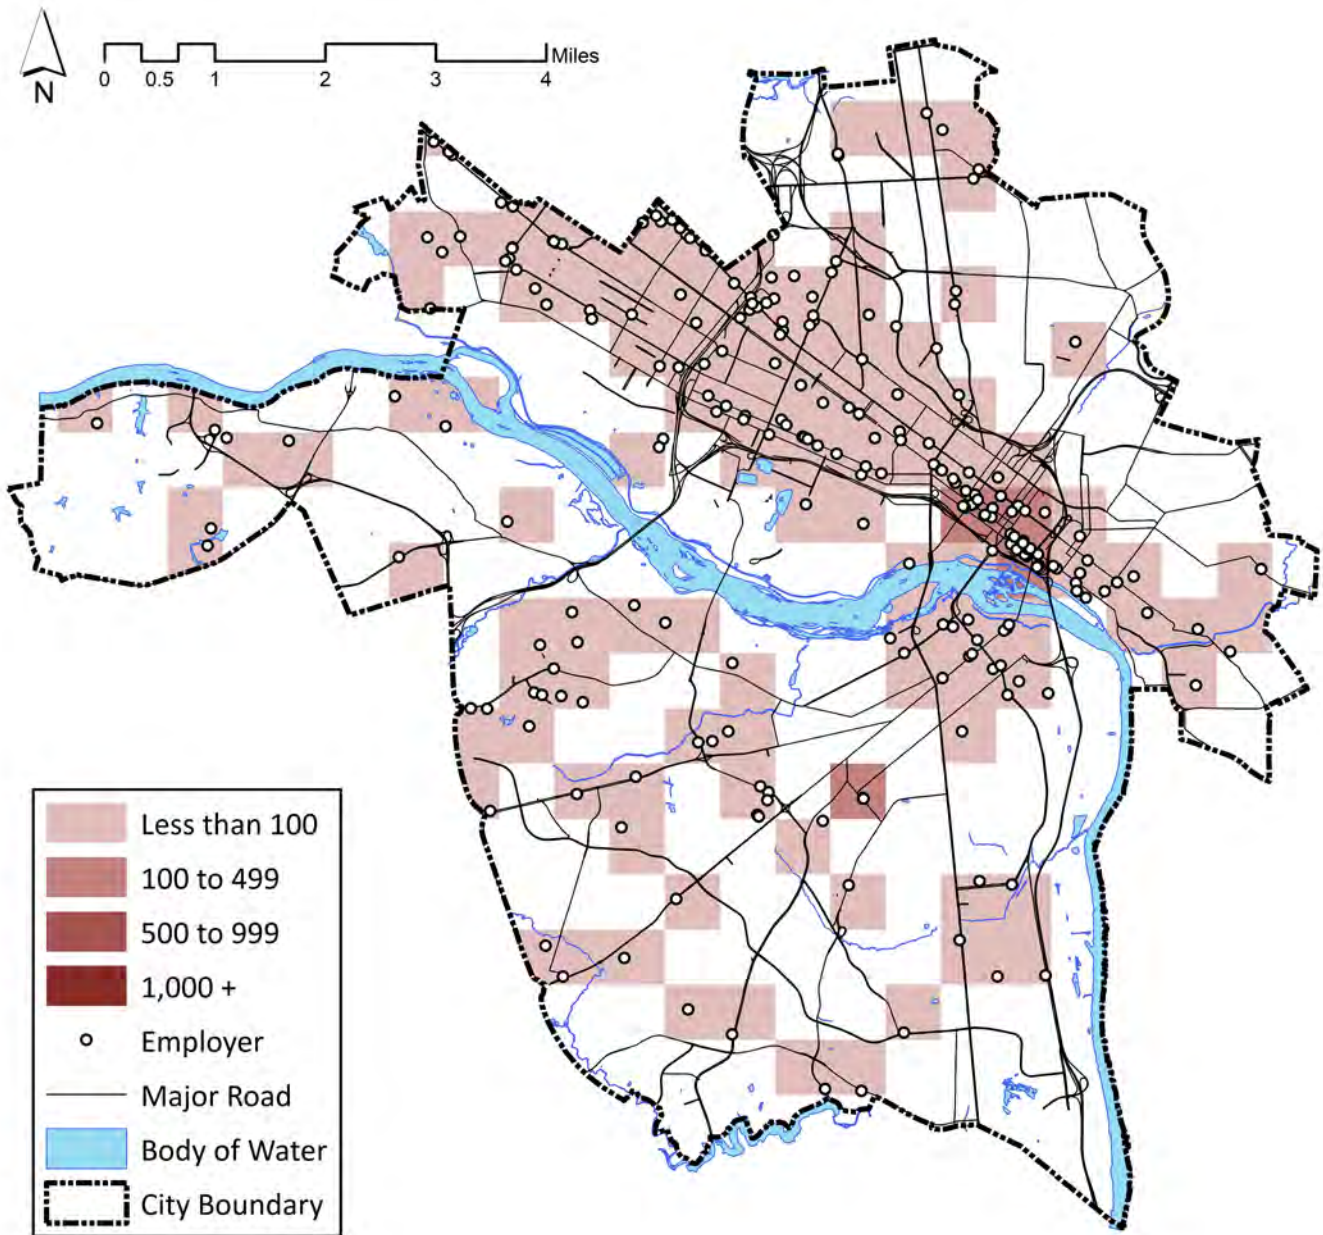 Miles
0 0.5 1 2 3 4
N
Less than 100
100 to 499
500 to 999
1,000 +
Employer
Major Road
Body of Water
City Boundary